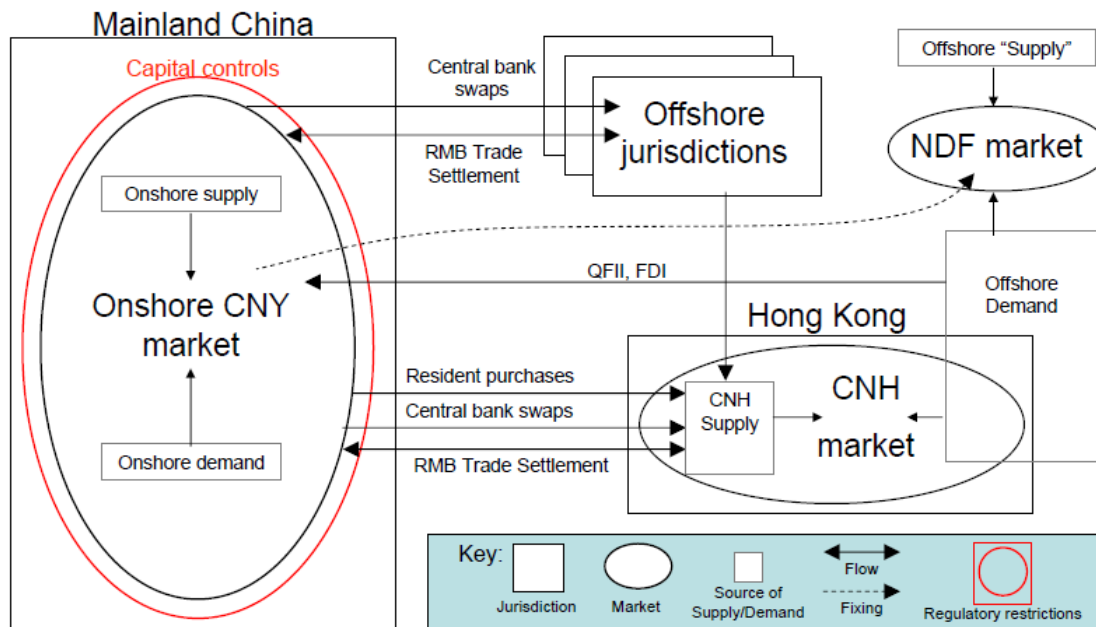 Mainland China
Capital controls
Onshore supply
Onshore CNY
market
Onshore demand
Central bank
swaps
RMB Trade
Settlement
Offshore
jurisdictions
Offshore “Supply”
NDF market
QFII, FDI
Offshore
Demand
Hong Kong
Resident purchases
Central bank swaps
RMB Trade Settlement
CNH
Supply
CNH
market
Key:
Jurisdiction
Market
Source of
Supply/Demand
Flow
Fixing
Regulatory restrictions